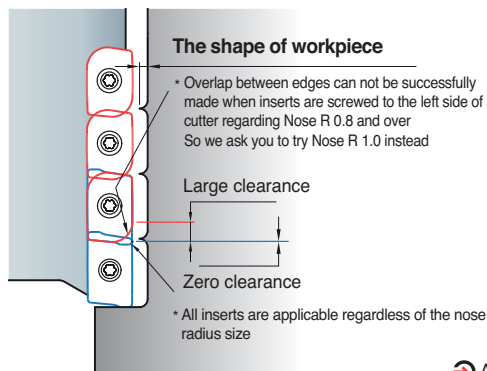 The shape of workpiece
* Overlap between edges can not be successfully
made when inserts are screwed to the left side of
cutter regarding Nose R 0.8 and over
So we ask you to try Nose R 1.0 instead
Large clearance
Zero clearance
* All inserts are applicable regardless of the nose
radius size